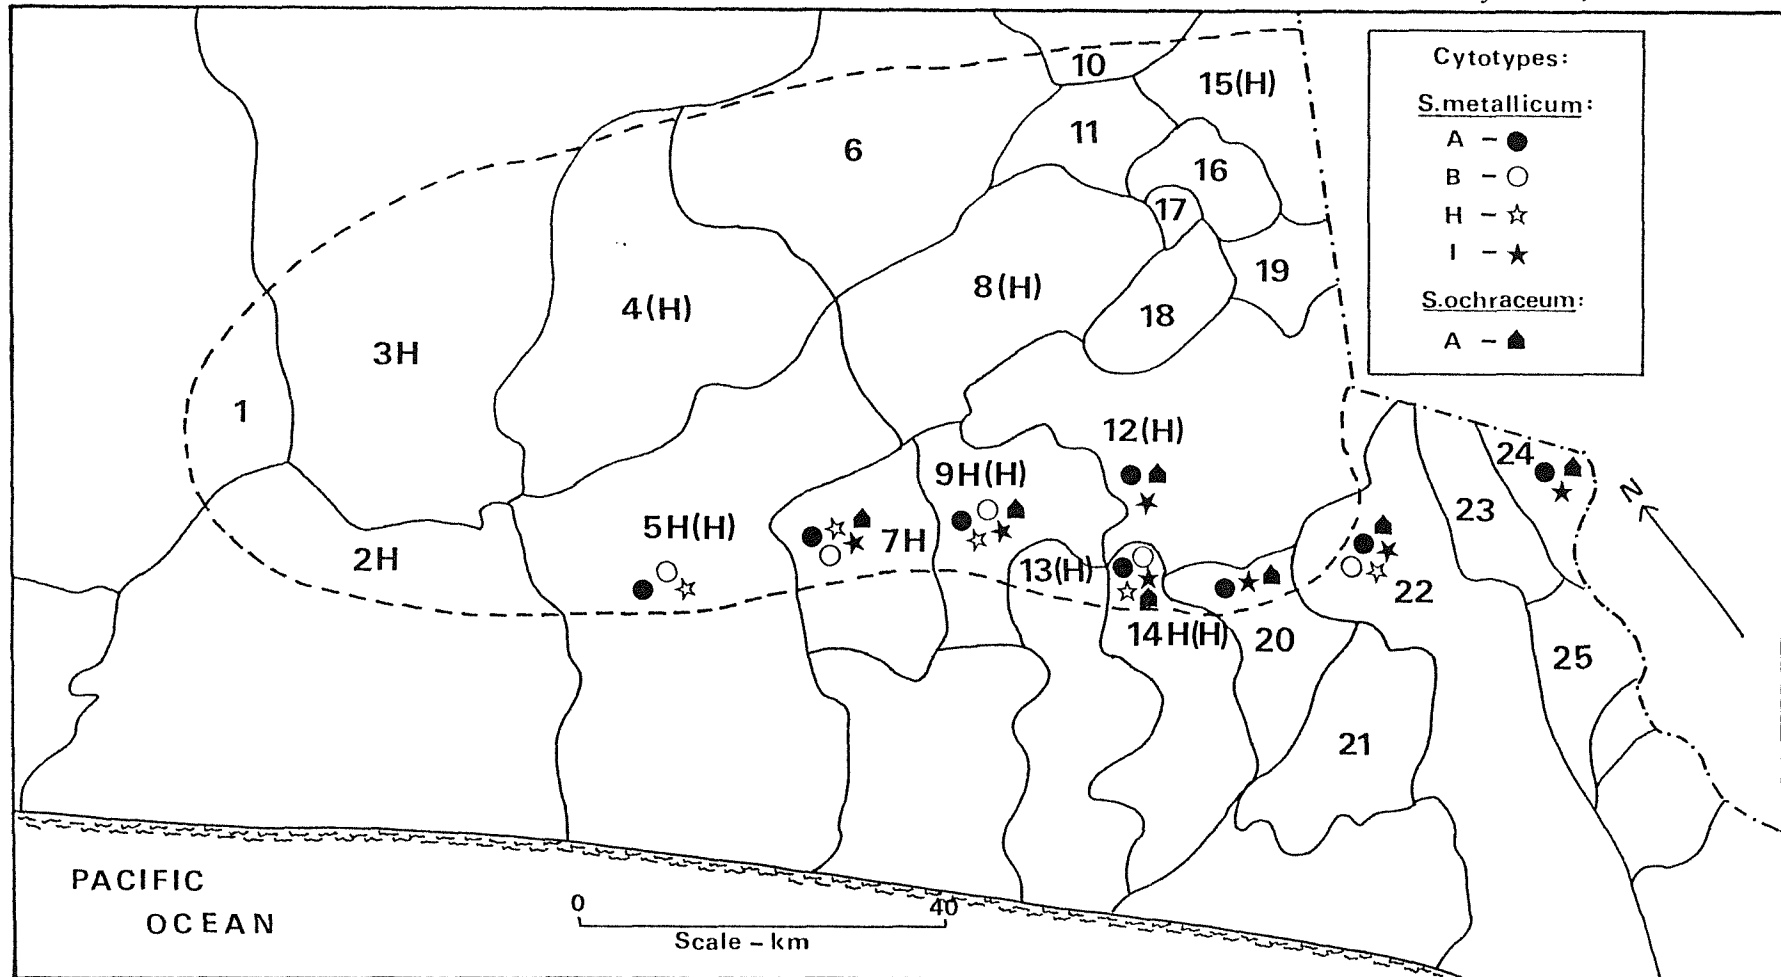 Cytotypes:
S.metallicum:
A –
B –
H –
I –
S.ochraceum:
A –
10
15(H)
11
6
16
17
19
8(H)
4(H)
18
3H
1
12(H)
24
9H(H)
23
5H(H)
7H
2H
13(H)
22
14H(H)
20
25
21
N
PACIFIC
OCEAN
0 40
Scale – km